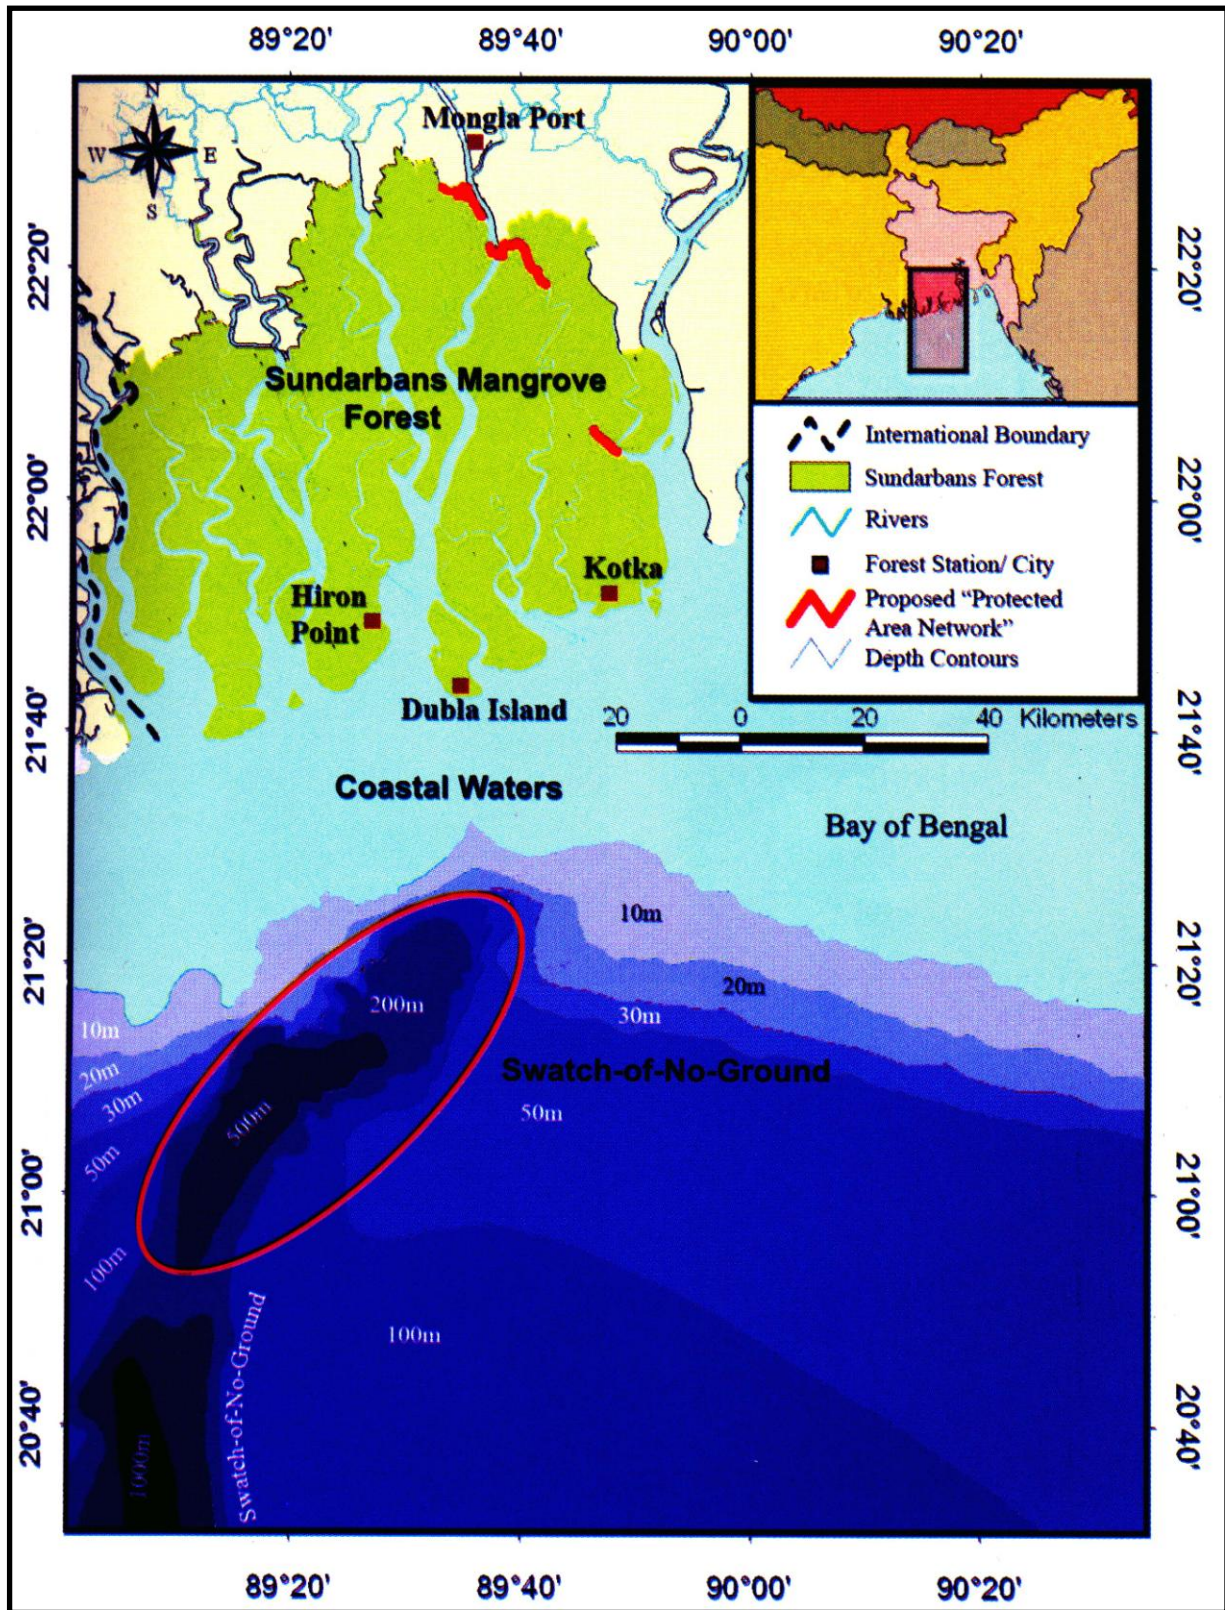 89°20'
89°40'
90°00'
90°20'
N
W
E
S
Mongla Port
22°20'
22°20'
Sundarbans Mangrove
Forest
International Boundary
Sundarbans Forest
Rivers
Forest Station/ City
Proposed “Protected
Area Network”
Depth Contours
22°00'
22°00'
Kotka
Hiron
Point
Dubla Island
20
0
20
40
Kilometers
21°40'
21°40'
Coastal Waters
Bay of Bengal
10m
21°20'
21°20'
20m
200m
30m
10m
20m
30m
50m
Swatch-of-No-Ground
500m
50m
21°00'
21°00'
100m
Swatch-of-No-Ground
100m
20°40'
20°40'
1000m
89°20'
89°40'
90°00'
90°20'